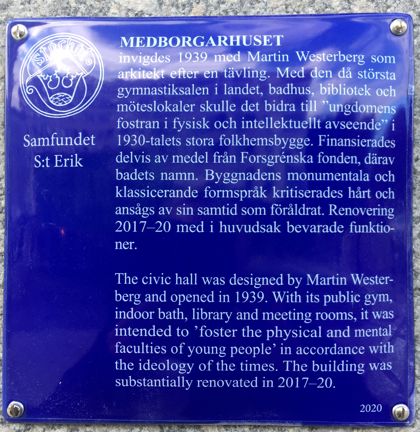 MEDBORGARHUSET
invigdes 1939 med Martin Westerberg som
arkitekt efter en tävling. Med den då största
gymnastiksalen i landet, badhus, bibliotek och
möteslokaler skulle det bidra till ”ungdomens
fostran i fysisk och intellektuellt avseende” i
1930-talets stora folkhemsbygge. Finansierades
delvis av medel från Forsgrénska fonden, därav
badets namn. Byggnadens monumentala och
klassicerande formspråk kritiserades hårt och
ansågs av sin samtid som föråldrat. Renovering
2017–20 med i huvudsak bevarade funktio-
ner.
The civic hall was designed by Martin Wester-
berg and opened in 1939. With its public gym,
indoor bath, library and meeting rooms, it was
intended to ’foster the physical and mental
faculties of young people’ in accordance with
the ideology of the times. The building was
substantially renovated in 2017–20.
2020
Samfundet
S:t Erik